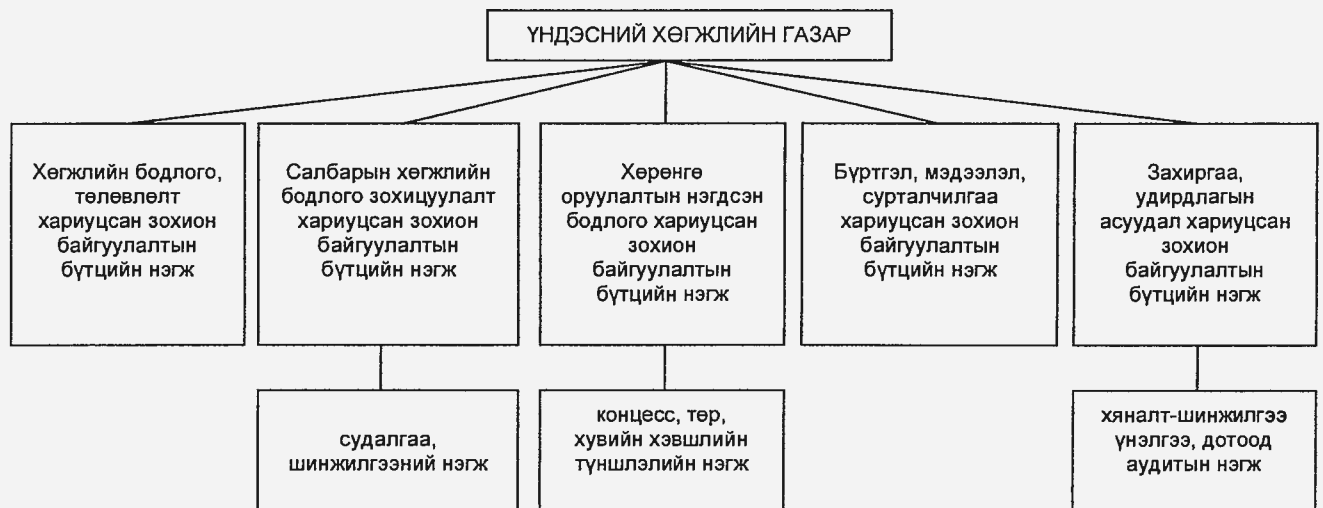 ҮНДЭСНИЙ ХӨГЖЛИЙН ГАЗАР
Хөгжлийн бодлого,
төлөвлөлт
хариуцсан зохион
байгуулалтын
бүтцийн нэгж
Салбарын хөгжлийн
бодлого зохицуулалт
хариуцсан зохион
байгуулалтын
бүтцийн нэгж
Хөрөнгө
оруулалтын нэгдсэн
бодлого хариуцсан
зохион
байгуулалтын
бүтцийн нэгж
Бүртгэл, мэдээлэл,
сурталчилгаа
хариуцсан зохион
байгуулалтын
бүтцийн нэгж
Захиргаа,
удирдлагын
асуудал хариуцсан
зохион
байгуулалтын
бүтцийн нэгж
судалгаа,
шинжилгээний нэгж
концесс, төр,
хувийн хэвшлийн
түншлэлийн нэгж
хяналт-шинжилгээ
үнэлгээ, дотоод
аудитын нэгж